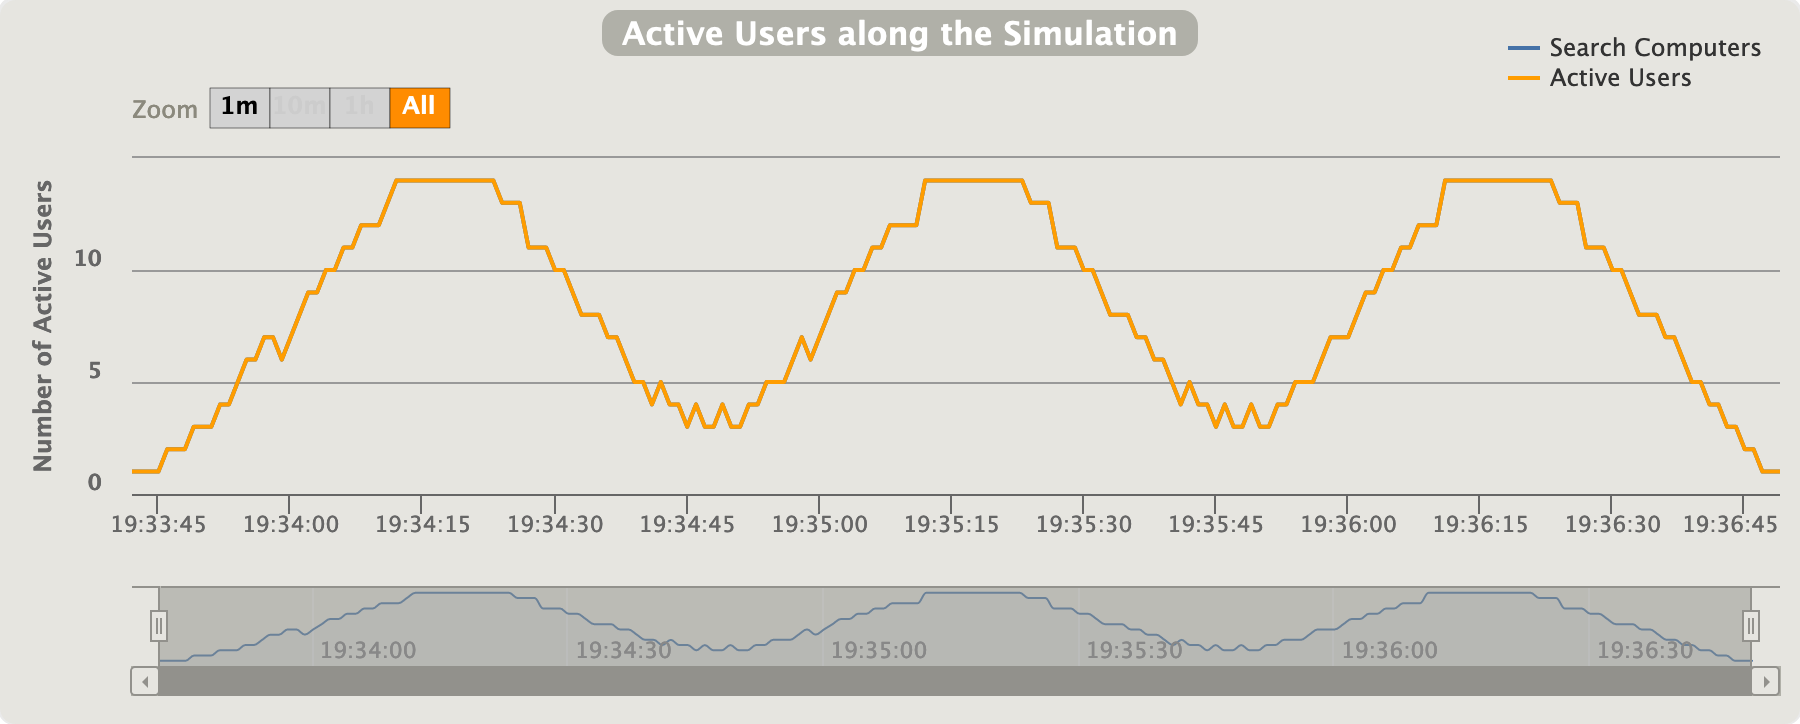 Active Users along the Simulation
Search Computers
Active Users
Zoom 1m 10m 1h All
Number of Active Users
10
5
0
19:33:45 19:34:00 19:34:15 19:34:30 19:34:45 19:35:00 19:35:15 19:35:30 19:35:45 19:36:00 19:36:15 19:36:30 19:36:45
19:34:00 19:34:30 19:35:00 19:35:30 19:36:00 19:36:30